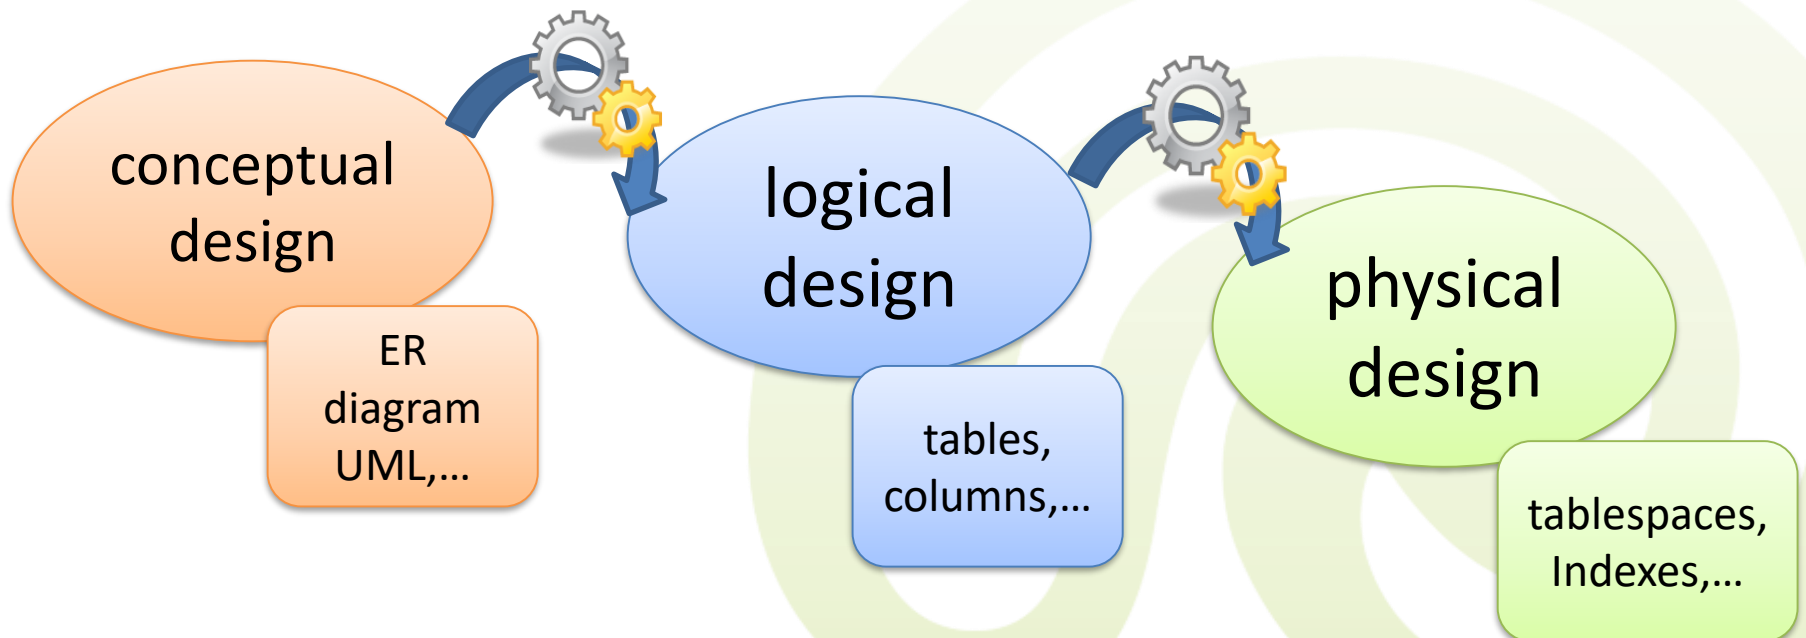 conceptual
design
ER
diagram
UML,...
logical
design
tables,
columns,...
physical
design
tablespaces,
Indexes,...